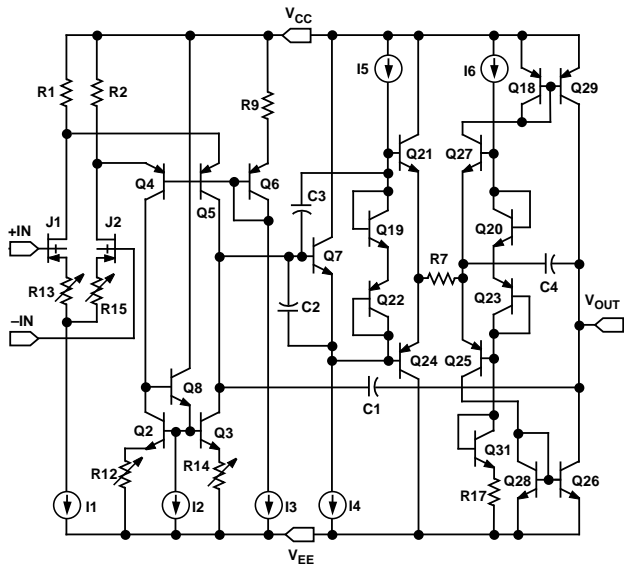 VCC
I5
I6
R1
R2
R9
Q18
Q29
Q21
Q27
Q4
Q5
Q6
C3
Q19
Q20
J1
J2
+IN
Q7
R7
R13
R15
C2
Q22
Q23
C4
VOUT
–IN
Q24
Q25
Q8
C1
Q2
Q3
Q31
R12
R14
R17
Q28
Q26
I1
I2
I3
I4
VEE